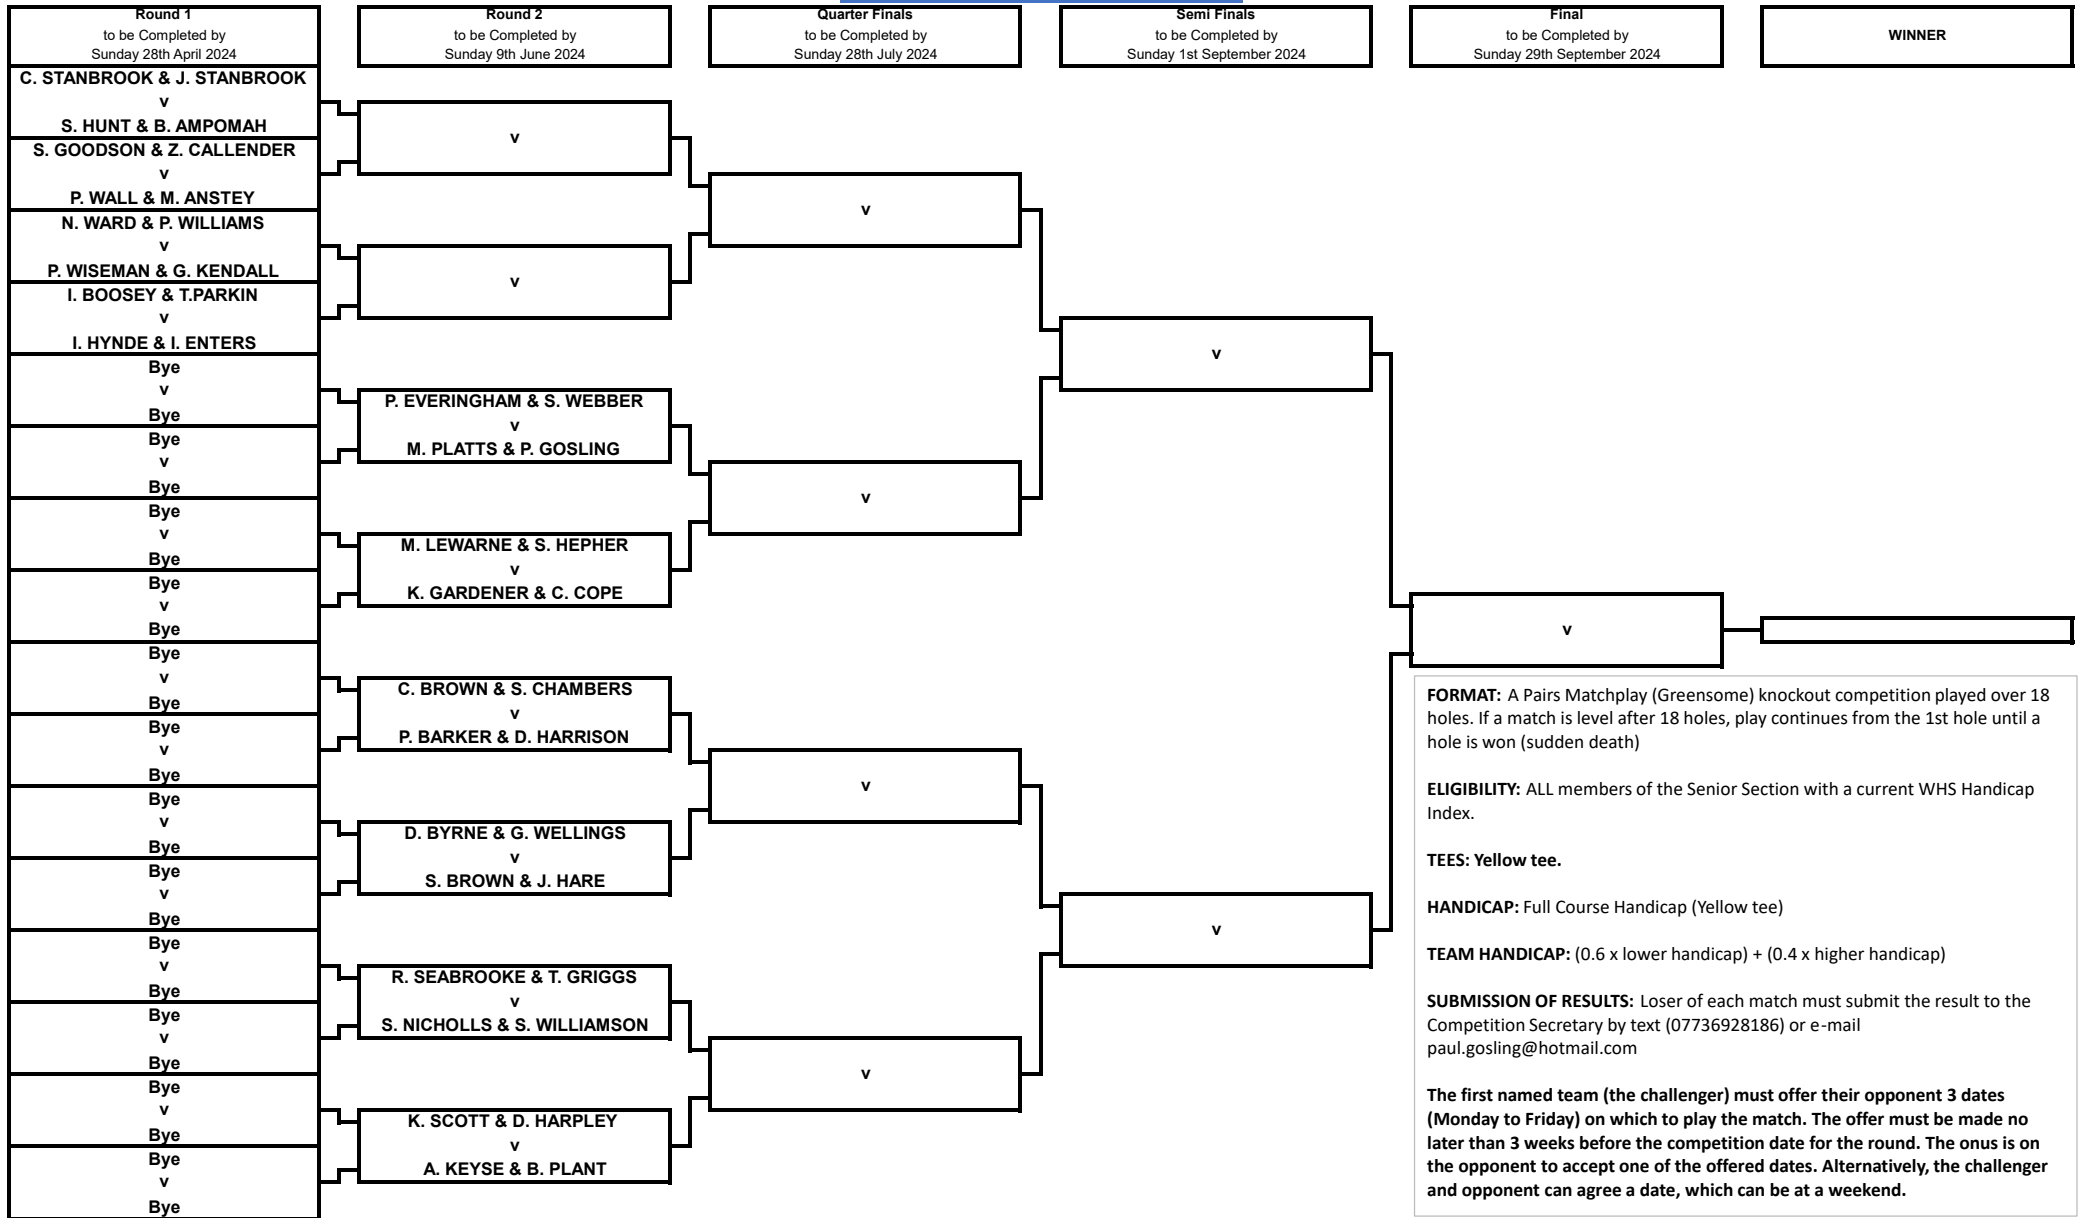 Round 1
to be Completed by
Sunday 28th April 2024
Round 2
to be Completed by
Sunday 9th June 2024
Quarter Finals
to be Completed by
Sunday 28th July 2024
Semi Finals
to be Completed by
Sunday 1st September 2024
Final
to be Completed by
Sunday 29th September 2024
WINNER
C. STANBROOK & J. STANBROOK
v
S. HUNT & B. AMPOMAH
S. GOODSON & Z. CALLENDER
v
P. WALL & M. ANSTEY
N. WARD & P. WILLIAMS
v
P. WISEMAN & G. KENDALL
I. BOOSEY & T.PARKIN
v
I. HYNDE & I. ENTERS
Bye
v
Bye
Bye
v
Bye
Bye
v
Bye
Bye
v
Bye
Bye
v
Bye
Bye
v
Bye
Bye
v
Bye
Bye
v
Bye
Bye
v
Bye
Bye
v
Bye
Bye
v
Bye
Bye
v
Bye
v
v
P. EVERINGHAM & S. WEBBER
v
M. PLATTS & P. GOSLING
M. LEWARNE & S. HEPHER
v
K. GARDENER & C. COPE
C. BROWN & S. CHAMBERS
v
P. BARKER & D. HARRISON
D. BYRNE & G. WELLINGS
v
S. BROWN & J. HARE
R. SEABROOKE & T. GRIGGS
v
S. NICHOLLS & S. WILLIAMSON
K. SCOTT & D. HARPLEY
v
A. KEYSE & B. PLANT
v
v
v
v
v
v
v
FORMAT: A Pairs Matchplay (Greensome) knockout competition played over 18
holes. If a match is level after 18 holes, play continues from the 1st hole until a
hole is won (sudden death)
ELIGIBILITY: ALL members of the Senior Section with a current WHS Handicap
Index.
TEES: Yellow tee.
HANDICAP: Full Course Handicap (Yellow tee)
TEAM HANDICAP: (0.6 x lower handicap) + (0.4 x higher handicap)
SUBMISSION OF RESULTS: Loser of each match must submit the result to the
Competition Secretary by text (07736928186) or e-mail
paul.gosling@hotmail.com
The first named team (the challenger) must offer their opponent 3 dates
(Monday to Friday) on which to play the match. The offer must be made no
later than 3 weeks before the competition date for the round. The onus is on
the opponent to accept one of the offered dates. Alternatively, the challenger
and opponent can agree a date, which can be at a weekend.